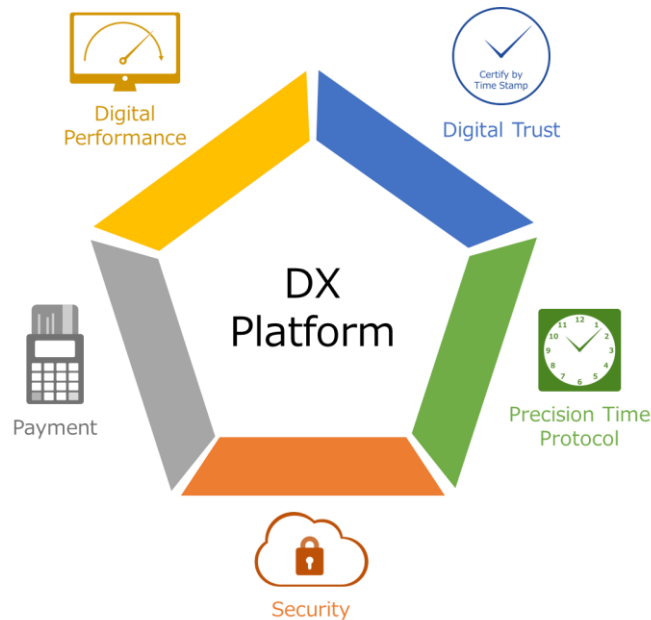 Certify by
Time Stamp
Digital
Performance
Digital Trust
DX
Platform
12
11
1
10
2
9
3
8
4
7
5
6
Payment
Precision Time
Protocol
Security